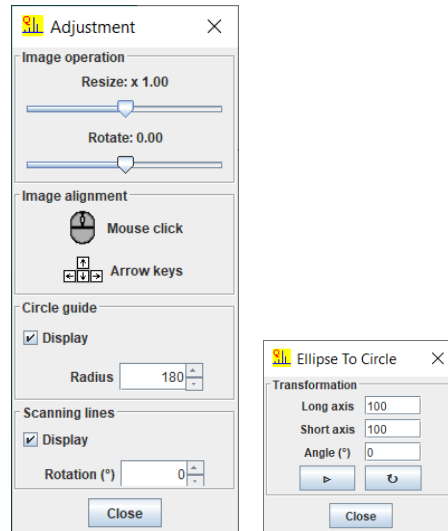 Adjustment
Image operation
Resize: x 1.00
Rotate: 0.00
Image alignment
Mouse click
Arrow keys
Circle guide
Display
Radius 180
Scanning lines
Display
Rotation (°) 0
Close
Ellipse To Circle
Transformation
Long axis 100
Short axis 100
Angle (°) 0
Close